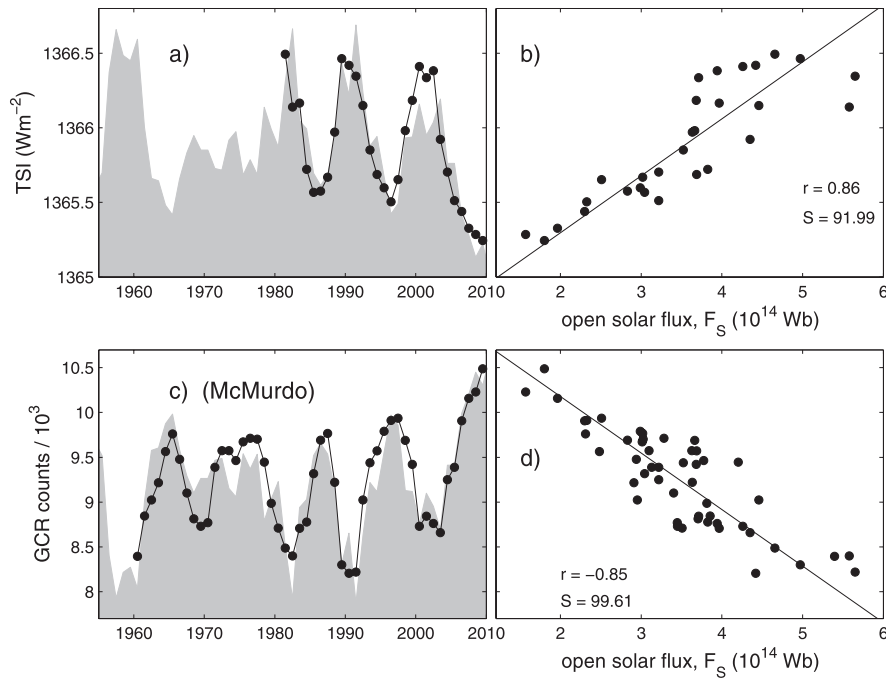 a)
TSI (Wm−2)
1366.5
1366
1365.5
1365
1960 1970 1980 1990 2000 2010
b)
r = 0.86
S = 91.99
2 3 4 5 6
open solar flux, FS (1014 Wb)
c) (McMurdo)
GCR counts / 103
10.5
10
9.5
9
8.5
8
1960 1970 1980 1990 2000 2010
d)
r = −0.85
S = 99.61
1 2 3 4 5 6
open solar flux, FS (1014 Wb)